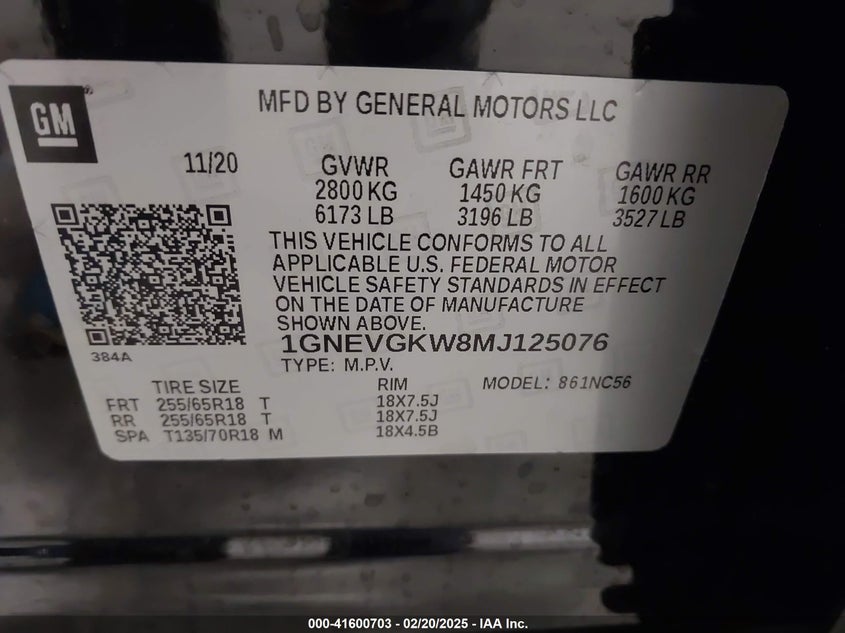 GM
MFD BY GENERAL MOTORS LLC
11/20 GVWR GAWR FRT GAWR RR
2800 KG 1450 KG 1600 KG
6173 LB 3196 LB 3527 LB
THIS VEHICLE CONFORMS TO ALL
APPLICABLE U.S. FEDERAL MOTOR
VEHICLE SAFETY STANDARDS IN EFFECT
ON THE DATE OF MANUFACTURE
SHOWN ABOVE.
384A
1GNEVGKW8MJ125076
TYPE: M.P.V. MODEL: 861NC56
TIRE SIZE RIM
FRT 255/65R18 T 18X7.5J
RR 255/65R18 T 18X7.5J
SPA T135/70R18 M 18X4.5B
000-41600703 - 02/20/2025 - IAA Inc.